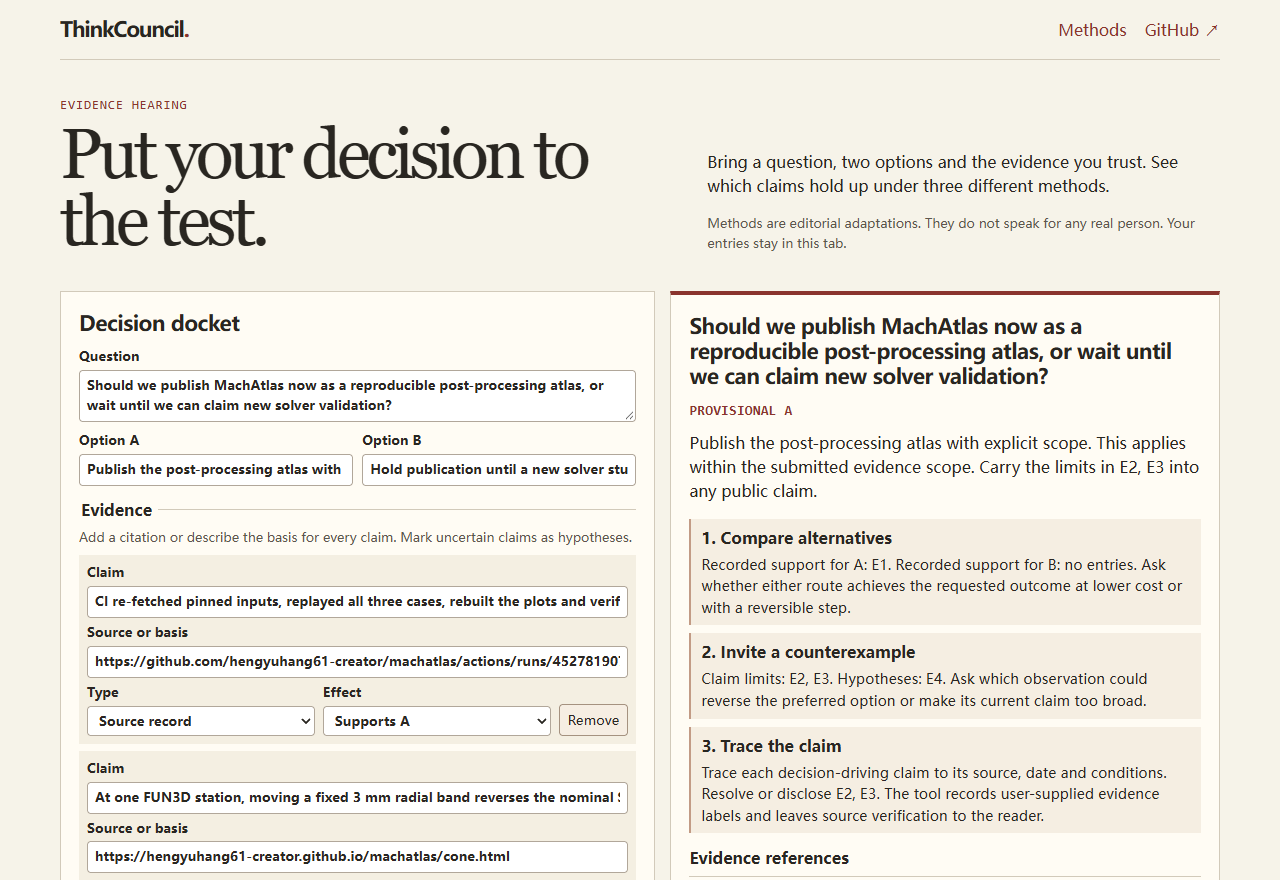 ThinkCouncil.
Methods
GitHub ↗
EVIDENCE HEARING
Put your decision to
the test.
Bring a question, two options and the evidence you trust. See
which claims hold up under three different methods.
Methods are editorial adaptations. They do not speak for any real person. Your
entries stay in this tab.
Decision docket
Question
Should we publish MachAtlas now as a reproducible post-processing atlas, or
wait until we can claim new solver validation?
Option A
Option B
Publish the post-processing atlas with
Hold publication until a new solver stu
Evidence
Add a citation or describe the basis for every claim. Mark uncertain claims as hypotheses.
Claim
CI re-fetched pinned inputs, replayed all three cases, rebuilt the plots and verif
Source or basis
https://github.com/hengyuhang61-creator/machatlas/actions/runs/45278190
Type
Effect
Source record
Supports A
Remove
Claim
At one FUN3D station, moving a fixed 3 mm radial band reverses the nominal
Source or basis
https://hengyuhang61-creator.github.io/machatlas/cone.html
Should we publish MachAtlas now as a
reproducible post-processing atlas, or wait until
we can claim new solver validation?
PROVISIONAL A
Publish the post-processing atlas with explicit scope. This applies
within the submitted evidence scope. Carry the limits in E2, E3 into
any public claim.
1. Compare alternatives
Recorded support for A: E1. Recorded support for B: no entries. Ask
whether either route achieves the requested outcome at lower cost or
with a reversible step.
2. Invite a counterexample
Claim limits: E2, E3. Hypotheses: E4. Ask which observation could
reverse the preferred option or make its current claim too broad.
3. Trace the claim
Trace each decision-driving claim to its source, date and conditions.
Resolve or disclose E2, E3. The tool records user-supplied evidence
labels and leaves source verification to the reader.
Evidence references